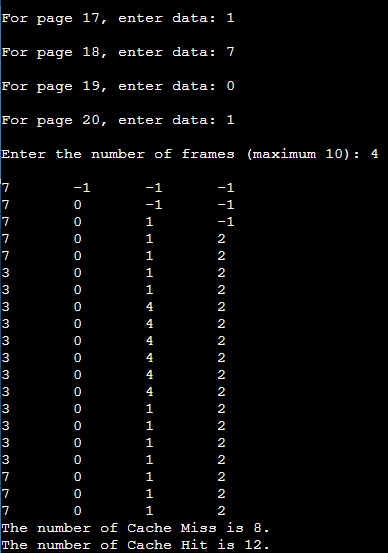 For page 17, enter data: 1
For page 18, enter data: 7
For page 19, enter data: 0
For page 20, enter data: 1
Enter the number of frames (maximum 10): 4
7 -1 -1 -1
7 0 -1 -1
7 0 1 -1
7 0 1 2
7 0 1 2
3 0 1 2
3 0 1 2
3 0 4 2
3 0 4 2
3 0 4 2
3 0 4 2
3 0 4 2
3 0 4 2
3 0 1 2
3 0 1 2
3 0 1 2
3 0 1 2
7 0 1 2
7 0 1 2
7 0 1 2
The number of Cache Miss is 8.
The number of Cache Hit is 12.